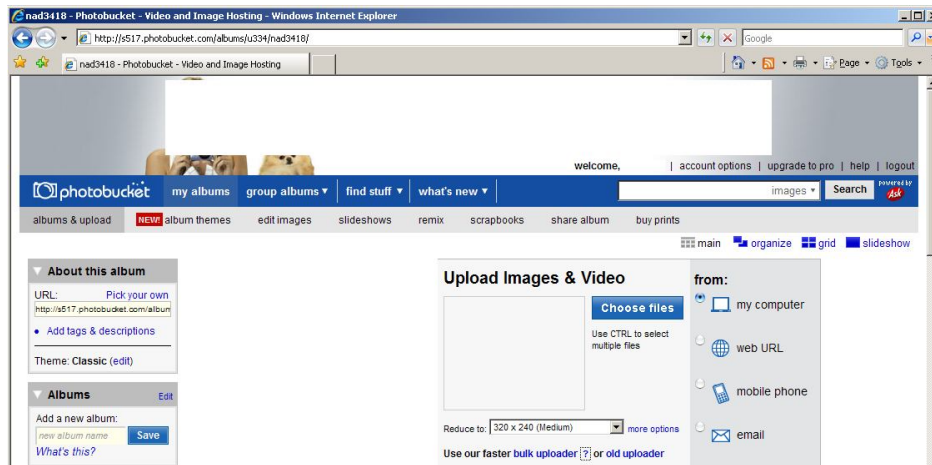 nad3418 - Photobucket - Video and Image Hosting - Windows Internet Explorer
http://s517.photobucket.com/albums/u334/nad3418/
Google
nad3418 - Photobucket - Video and Image Hosting
Page
Tools
welcome, | account options | upgrade to pro | help | logout
photobucket my albums group albums find stuff what's new images Search powered by Ask
albums & upload NEW! album themes edit images slideshows remix scrapbooks share album buy prints
main organize grid slideshow
About this album
URL: Pick your own
http://s517.photobucket.com/album
Add tags & descriptions
Theme: Classic (edit)
Albums Edit
Add a new album:
new album name Save
What's this?
Upload Images & Video
Choose files
Use CTRL to select
multiple files
Reduce to: 320 x 240 (Medium) more options
Use our faster bulk uploader [?] or old uploader
from:
my computer
web URL
mobile phone
email